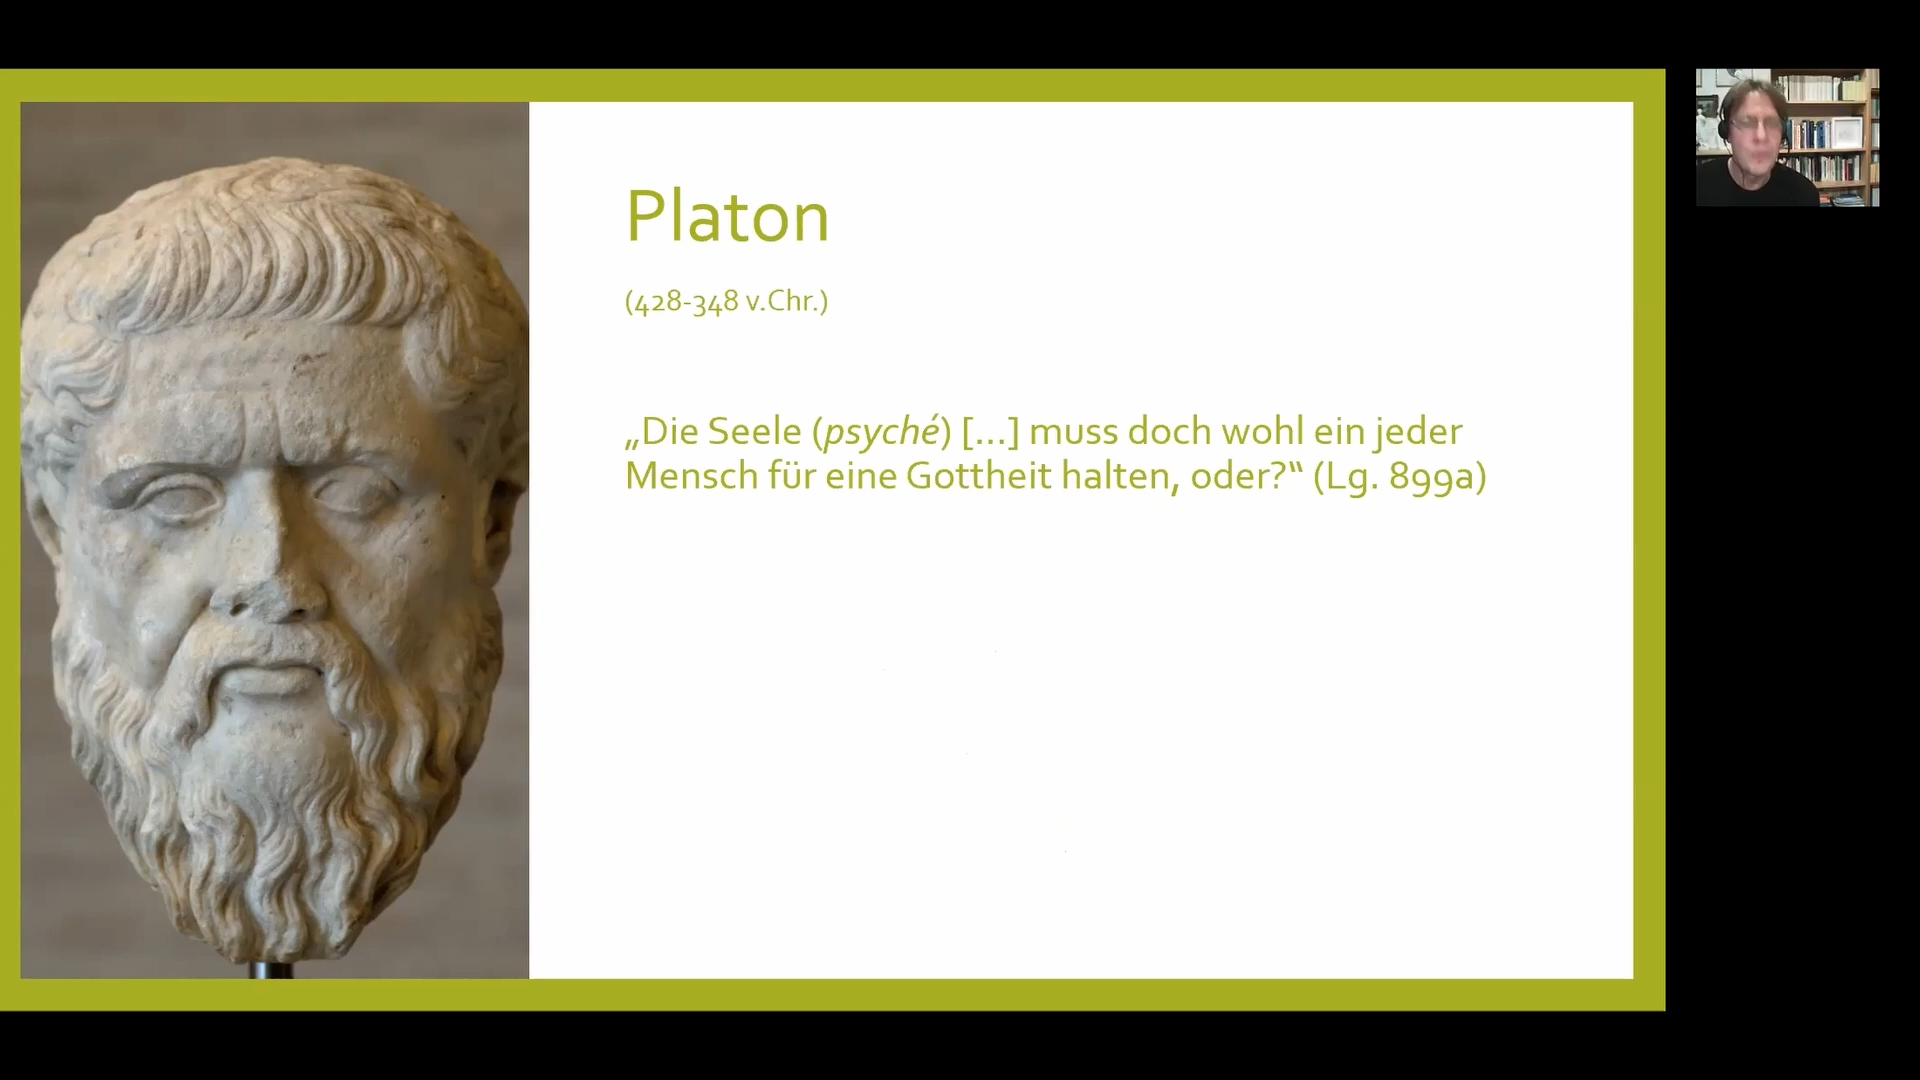 Platon
(428-348 v.Chr.)
„Die Seele (psyché) [...] muss doch wohl ein jeder
Mensch für eine Gottheit halten, oder?“ (Lg. 899a)